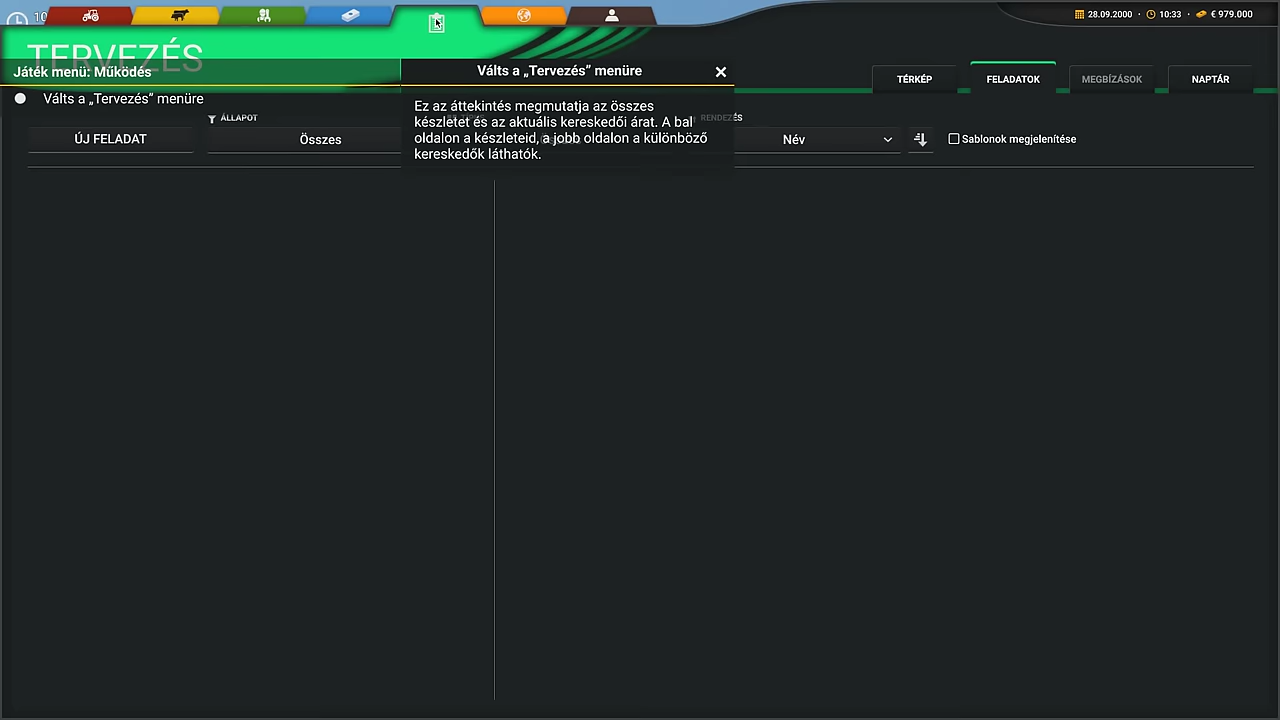 10
28.09.2000 • 10:33 • € 979.000
TERVEZÉS
Játék menü: Működés
Válts a „Tervezés” menüre
TÉRKÉP
FELADATOK
MEGBÍZÁSOK
NAPTÁR
Válts a „Tervezés” menüre
Ez az áttekintés megmutatja az összes
készletet és az aktuális kereskedői árat. A bal
oldalon a készleteid, a jobb oldalon a különböző
kereskedők láthatók.
ÁLLAPOT
RENDEZÉS
ÚJ FELADAT
Összes
Név
Sablonok megjelenítése